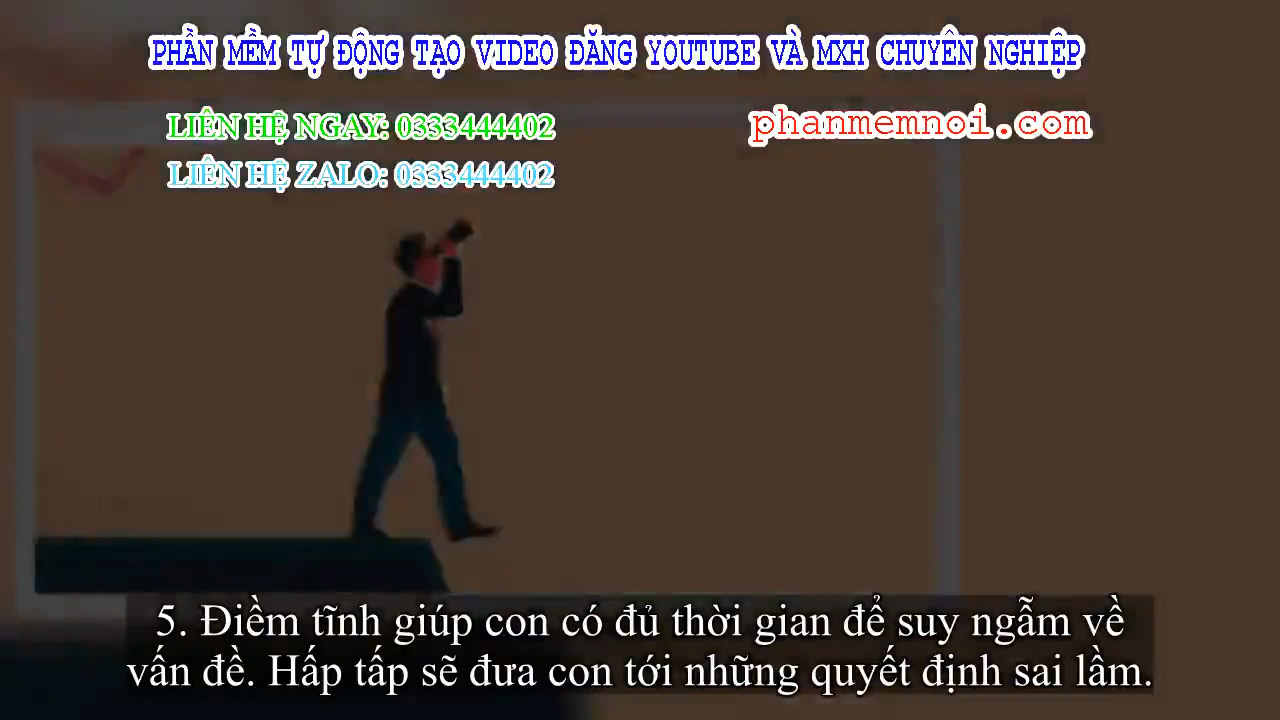 PHẦN MỀM TỰ ĐỘNG TẠO VIDEO ĐĂNG YOUTUBE VÀ MXH CHUYÊN NGHIỆP
LIÊN HỆ NGAY: 0333444402
phanmemnoi.com
LIÊN HỆ ZALO: 0333444402
5. Điềm tĩnh giúp con có đủ thời gian để suy ngẫm về
vấn đề. Hấp tấp sẽ đưa con tới những quyết định sai lầm.